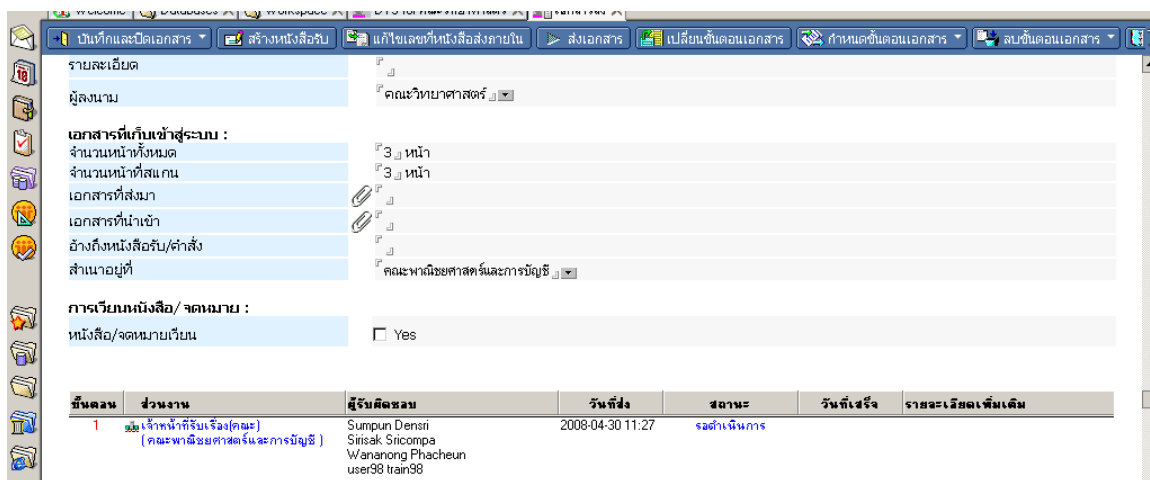 บันทึกและปิดเอกสาร สร้างหนังสือรับ แก้ไขเลขที่หนังสือส่งภายใน ส่งเอกสาร เปลี่ยนขั้นตอนเอกสาร กำหนดขั้นตอนเอกสาร ลบขั้นตอนเอกสาร
รายละเอียด
ผู้ลงนาม คณะวิทยาศาสตร์
เอกสารที่เก็บเข้าสู่ระบบ :
จำนวนหน้าทั้งหมด 3 หน้า
จำนวนหน้าที่สแกน 3 หน้า
เอกสารที่ส่งมา
เอกสารที่นำเข้า
อ้างถึงหนังสือรับ/คำสั่ง
สำเนาอยู่ที่ คณะพาณิชยศาสตร์และการบัญชี
การเวียนหนังสือ/จดหมาย :
หนังสือ/จดหมายเวียน Yes
ขั้นตอน ส่วนงาน ผู้รับผิดชอบ วันที่ส่ง สถานะ วันที่เสร็จ รายละเอียดเพิ่มเติม
1 เจ้าหน้าที่รับเรื่อง(คณะ) Sumpun Densri 2008-04-30 11:27 รอดำเนินการ
(คณะพาณิชยศาสตร์และการบัญชี) Sirisak Sricompa
Wananong Phacheun
user98 train98